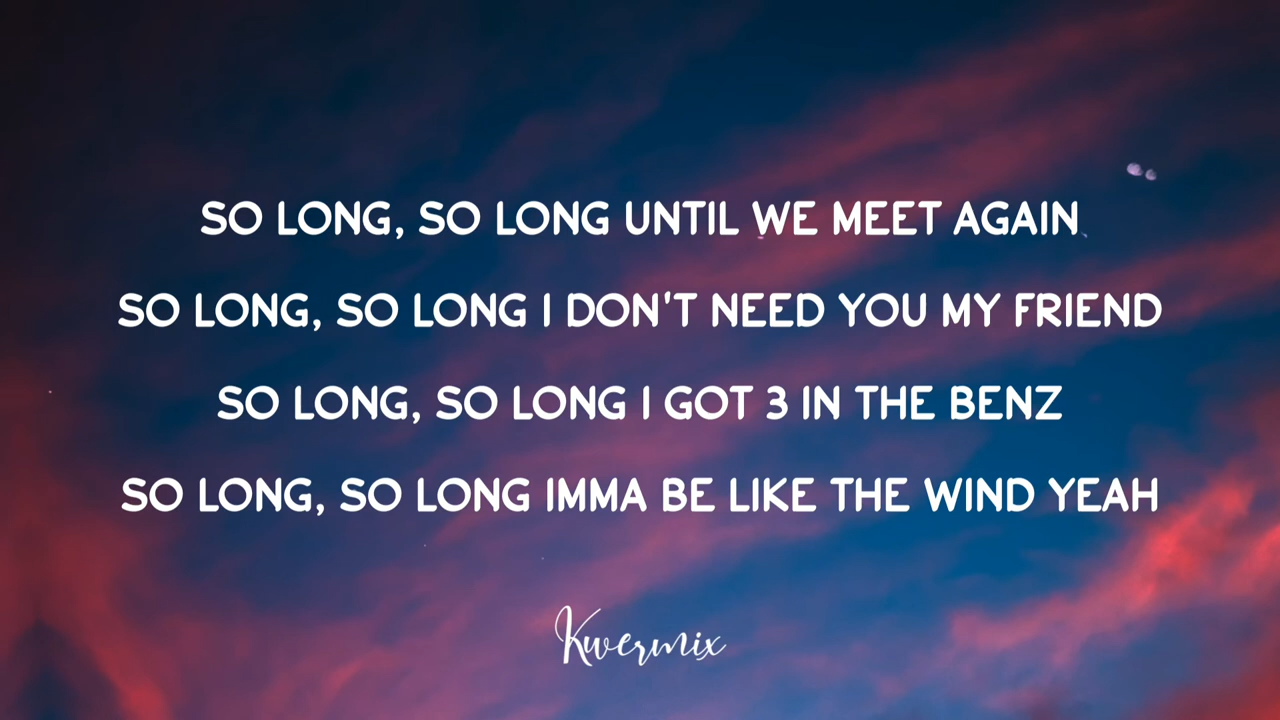 SO LONG, SO LONG UNTIL WE MEET AGAIN
SO LONG, SO LONG I DON'T NEED YOU MY FRIEND
SO LONG, SO LONG I GOT 3 IN THE BENZ
SO LONG, SO LONG IMMA BE LIKE THE WIND YEAH
Kwermix